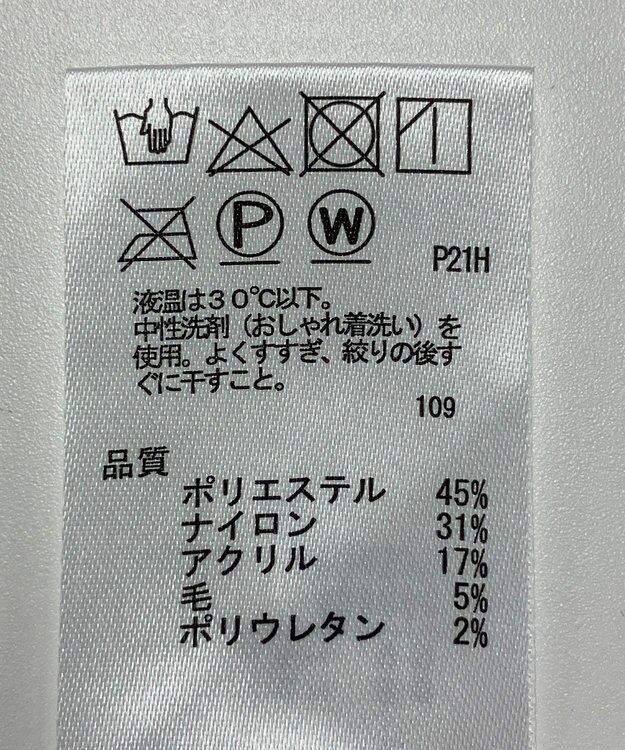 P W
P21H
液温は30℃以下。
中性洗剤（おしゃれ着洗い）を
使用。よくすすぎ、絞りの後す
ぐに干すこと。
109
品質
ポリエステル 45%
ナイロン 31%
アクリル 17%
毛 5%
ポリウレタン 2%